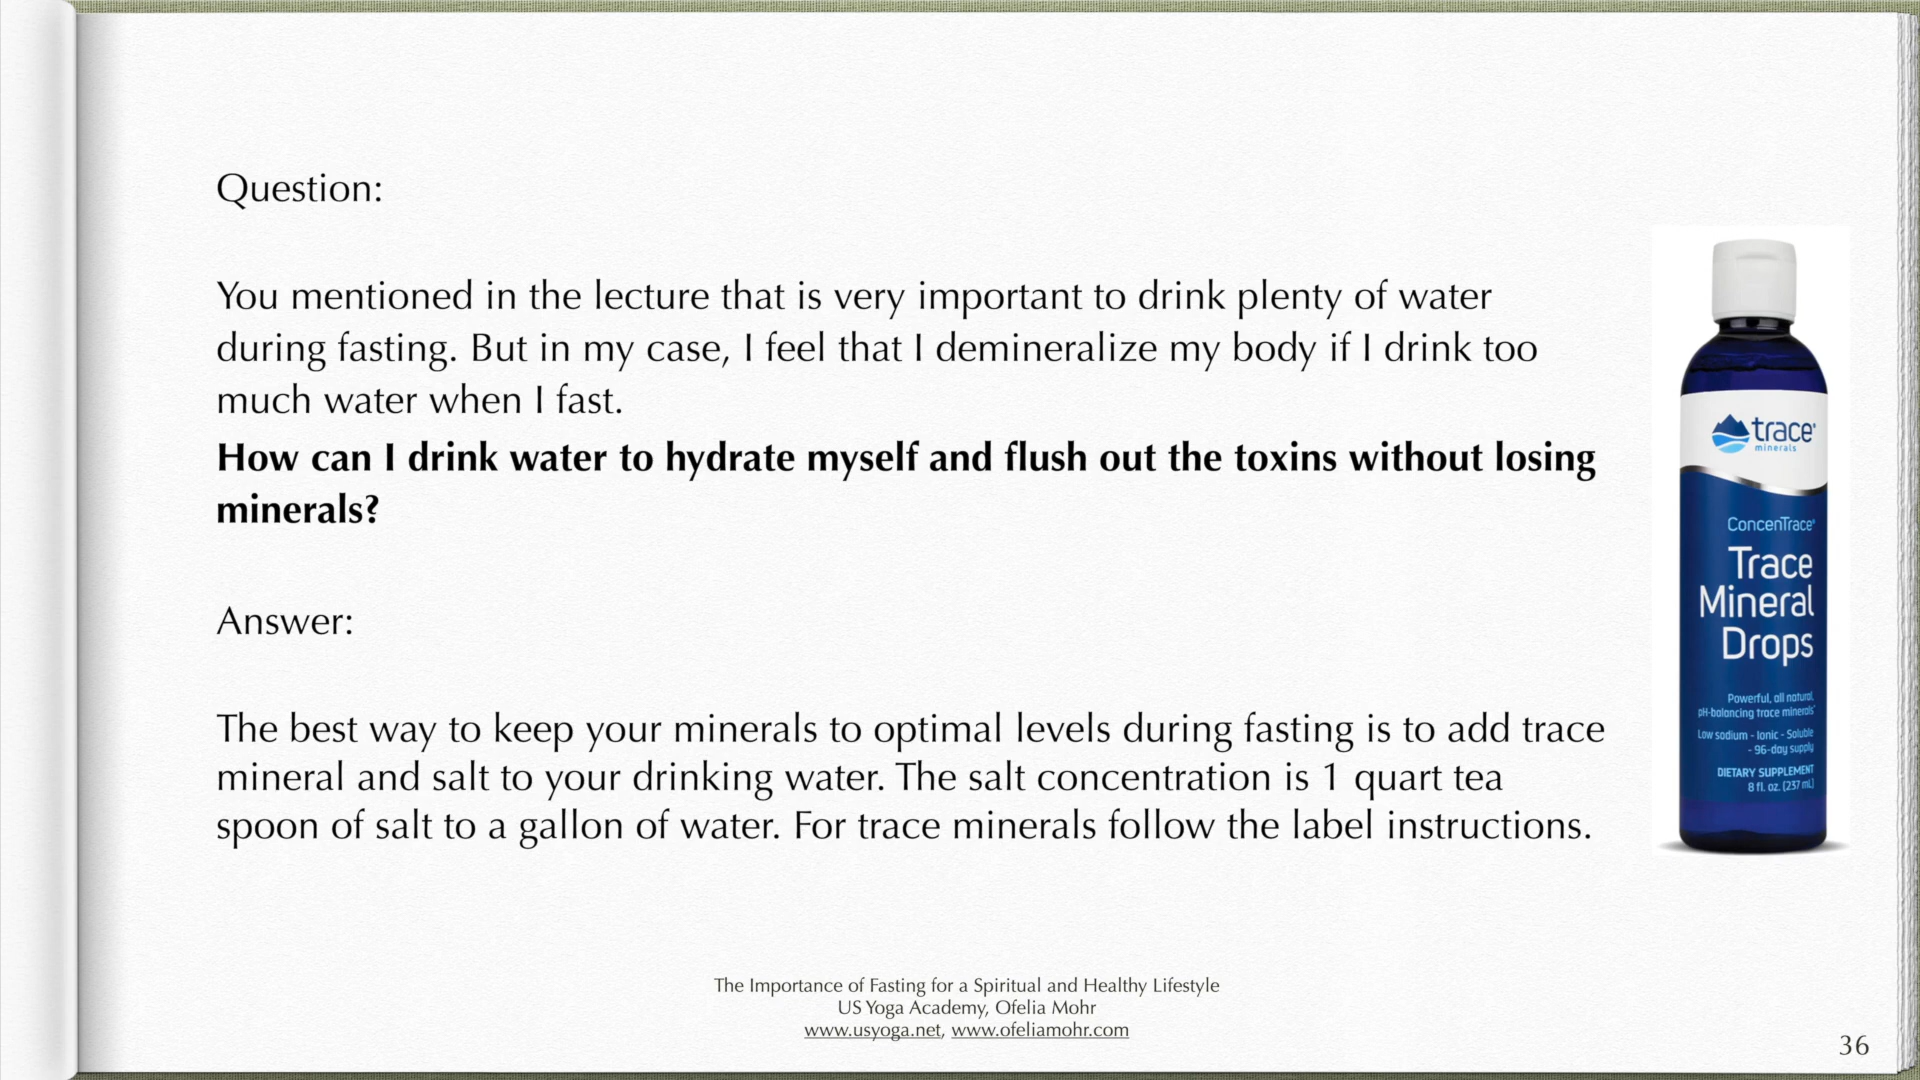 Question:
You mentioned in the lecture that is very important to drink plenty of water
during fasting. But in my case, I feel that I demineralize my body if I drink too
much water when I fast.
How can I drink water to hydrate myself and flush out the toxins without losing
minerals?
Answer:
The best way to keep your minerals to optimal levels during fasting is to add trace
mineral and salt to your drinking water. The salt concentration is 1 quart tea
spoon of salt to a gallon of water. For trace minerals follow the label instructions.
trace
minerals
ConcenTrace®
Trace
Mineral
Drops
Powerful, all natural,
pH-balancing trace minerals*
Low sodium - Ionic - Soluble
- 96-day supply
DIETARY SUPPLEMENT
8 fl. oz. (237 mL)
The Importance of Fasting for a Spiritual and Healthy Lifestyle
US Yoga Academy, Ofelia Mohr
www.usyoga.net, www.ofeliamohr.com
36